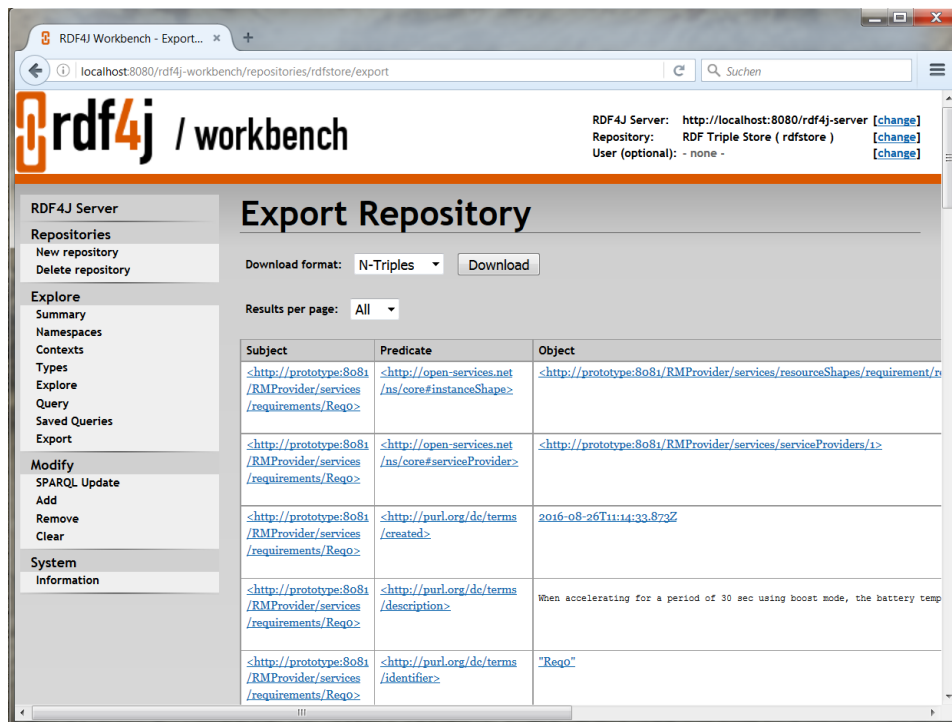 RDF4J Workbench - Export... ×
+
localhost:8080/rdf4j-workbench/repositories/rdfstore/export
Suchen
rdf4j / workbench
RDF4J Server: http://localhost:8080/rdf4j-server [change]
Repository: RDF Triple Store ( rdfstore ) [change]
User (optional): - none - [change]
RDF4J Server
Repositories
New repository
Delete repository
Explore
Summary
Namespaces
Contexts
Types
Explore
Query
Saved Queries
Export
Modify
SPARQL Update
Add
Remove
Clear
System
Information
Export Repository
Download format: N-Triples Download
Results per page: All
Subject Predicate Object
<http://prototype:8081 <http://open-services.net <http://prototype:8081/RMProvider/services/resourceShapes/requirement/r
/RMProvider/services /ns/core#instanceShape>
/requirements/Req0>
<http://prototype:8081 <http://open-services.net <http://prototype:8081/RMProvider/services/serviceProviders/1>
/RMProvider/services /ns/core#serviceProvider>
/requirements/Req0>
<http://prototype:8081 <http://purl.org/dc/terms 2016-08-26T11:14:33.873Z
/RMProvider/services /created>
/requirements/Req0>
<http://prototype:8081 <http://purl.org/dc/terms When accelerating for a period of 30 sec using boost mode, the battery temp
/RMProvider/services /description>
/requirements/Req0>
<http://prototype:8081 <http://purl.org/dc/terms "Req0"
/RMProvider/services /identifier>
/requirements/Req0>